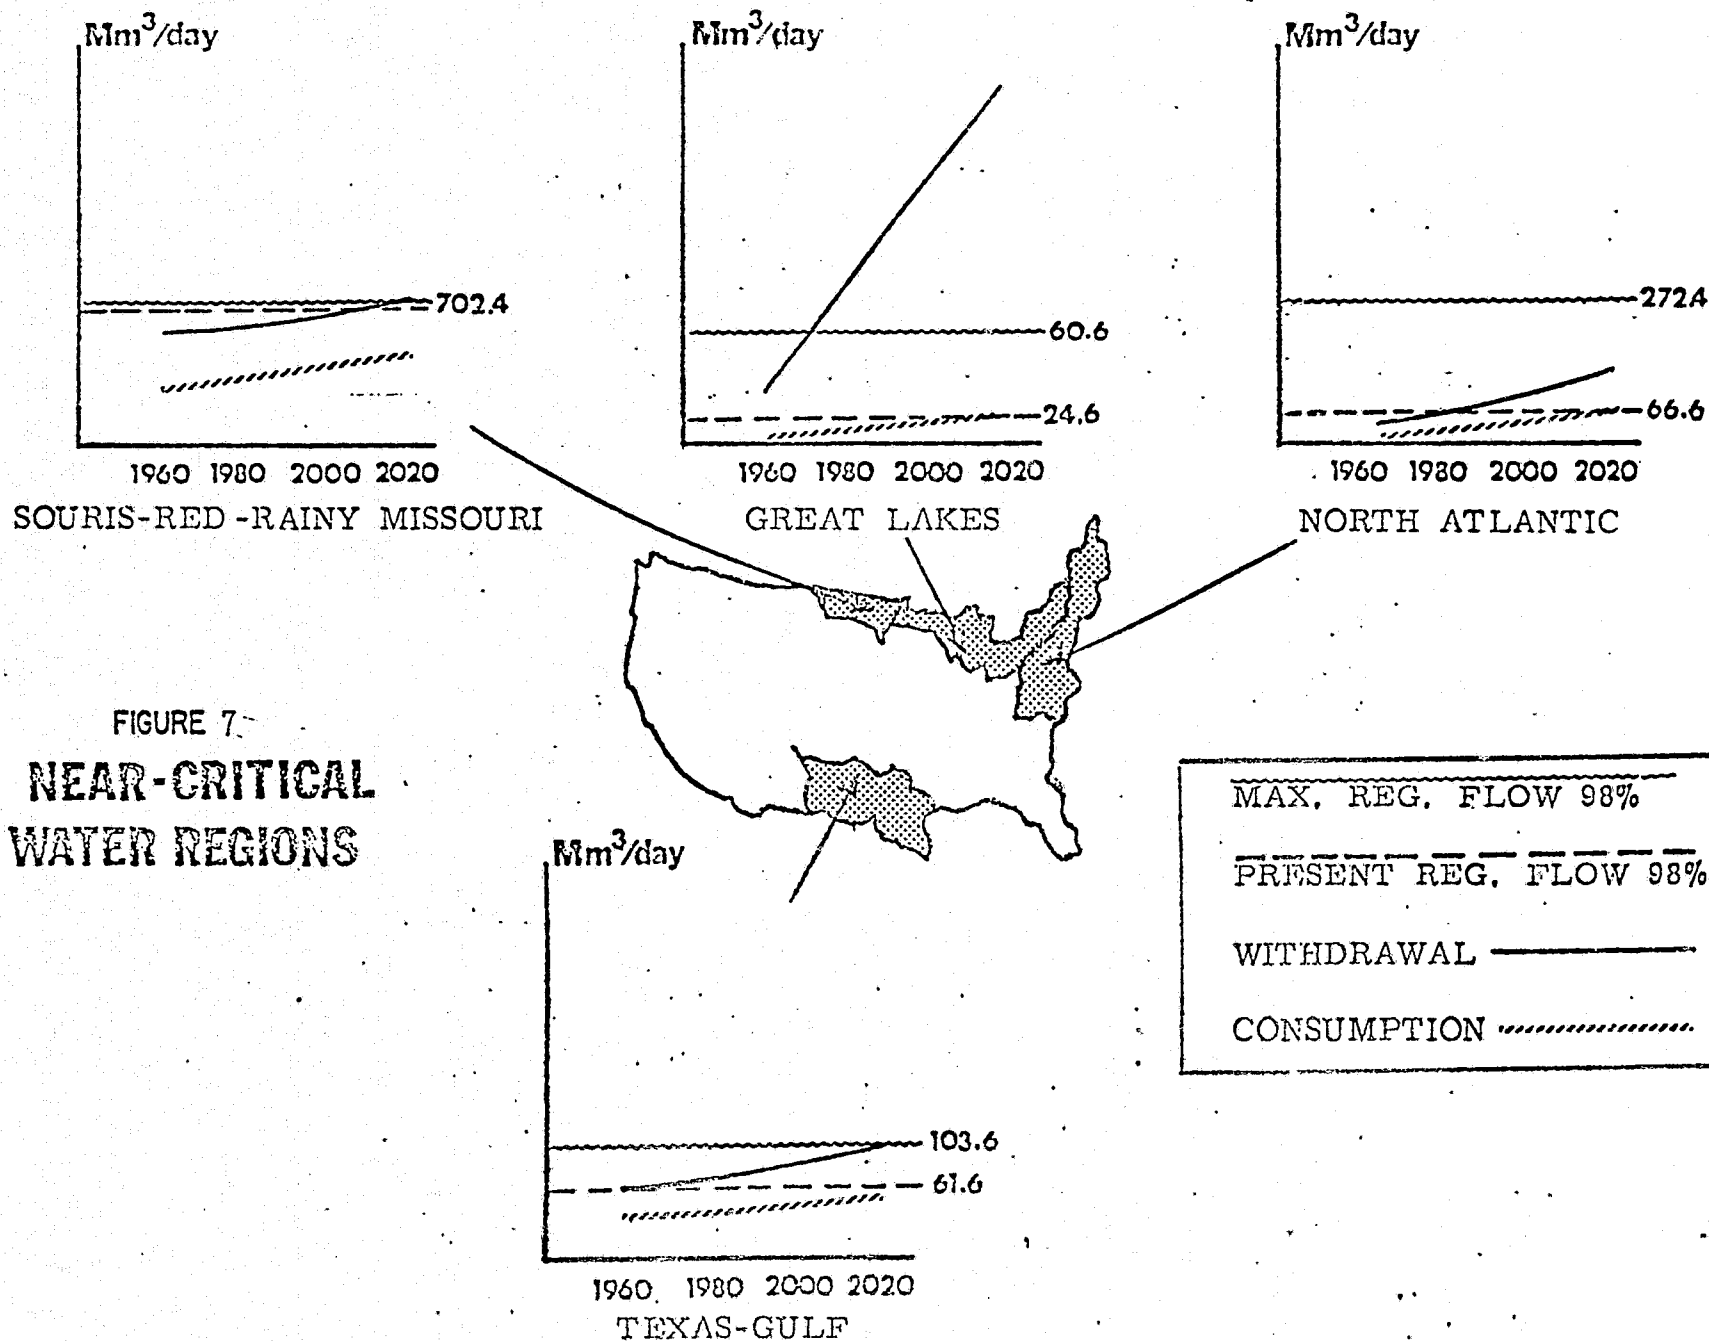 Mm³/day
702.4
1960 1980 2000 2020
SOURIS-RED-RAINY MISSOURI
Mm³/day
60.6
24.6
1960 1980 2000 2020
GREAT LAKES
Mm³/day
272.4
66.6
1960 1980 2000 2020
NORTH ATLANTIC
FIGURE 7
NEAR-CRITICAL
WATER REGIONS
Mm³/day
103.6
61.6
1960 1980 2000 2020
TEXAS-GULF
MAX. REG. FLOW 98%
PRESENT REG. FLOW 98%
WITHDRAWAL
CONSUMPTION